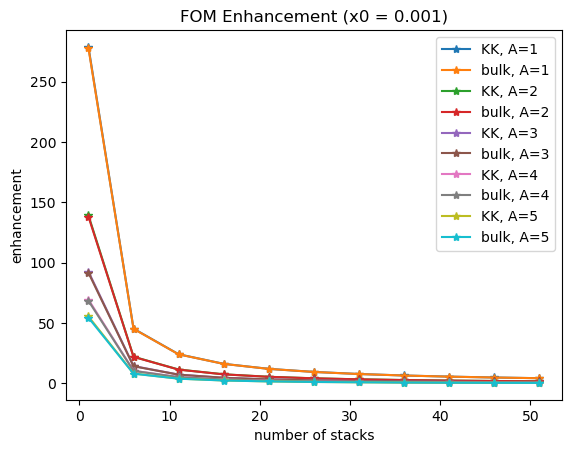 FOM Enhancement (x0 = 0.001)
KK, A=1
bulk, A=1
KK, A=2
bulk, A=2
KK, A=3
bulk, A=3
KK, A=4
bulk, A=4
KK, A=5
bulk, A=5
enhancement
250
200
150
100
50
0
0 10 20 30 40 50
number of stacks